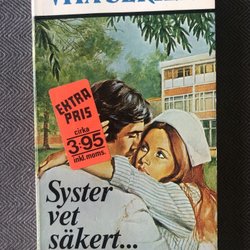 EXTRA
PRIS
cirka
3:95
inkl. moms.
Syster
vet
säkert...